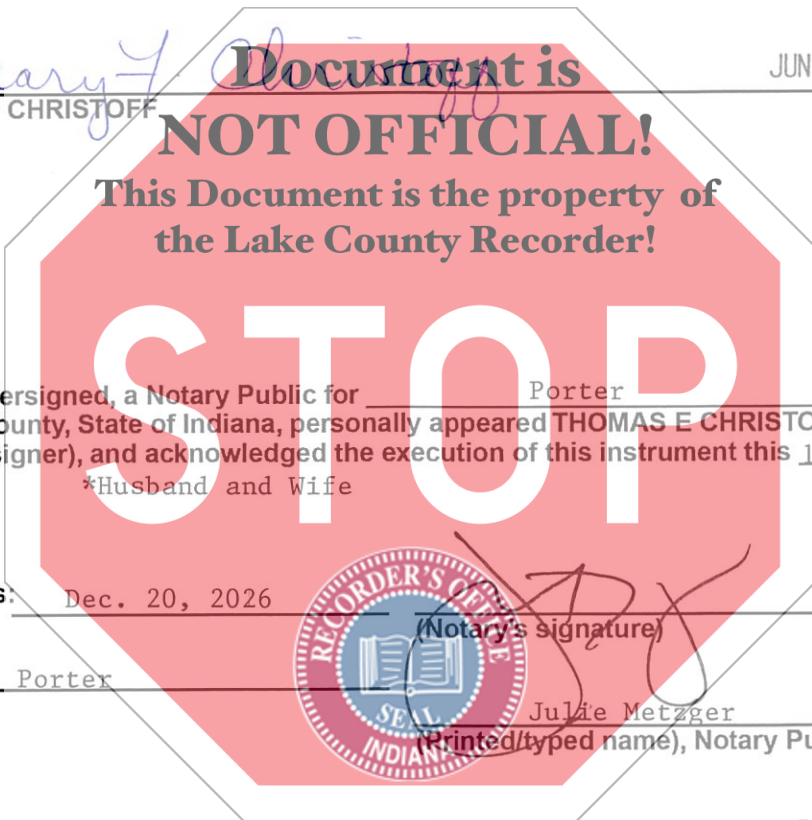 Christoff
JUN
CHRISTOFF
Document is
NOT OFFICIAL!
This Document is the property of
the Lake County Recorder!
STOP
ersigned, a Notary Public for Porter
ounty, State of Indiana, personally appeared THOMAS E CHRISTO
igner), and acknowledged the execution of this instrument this 1
*Husband and Wife
s: Dec. 20, 2026
(Notary's signature)
Porter
RECORDER'S OFFICE
SEAL
INDIANA
Julie Metzger
(Printed/typed name), Notary Pu